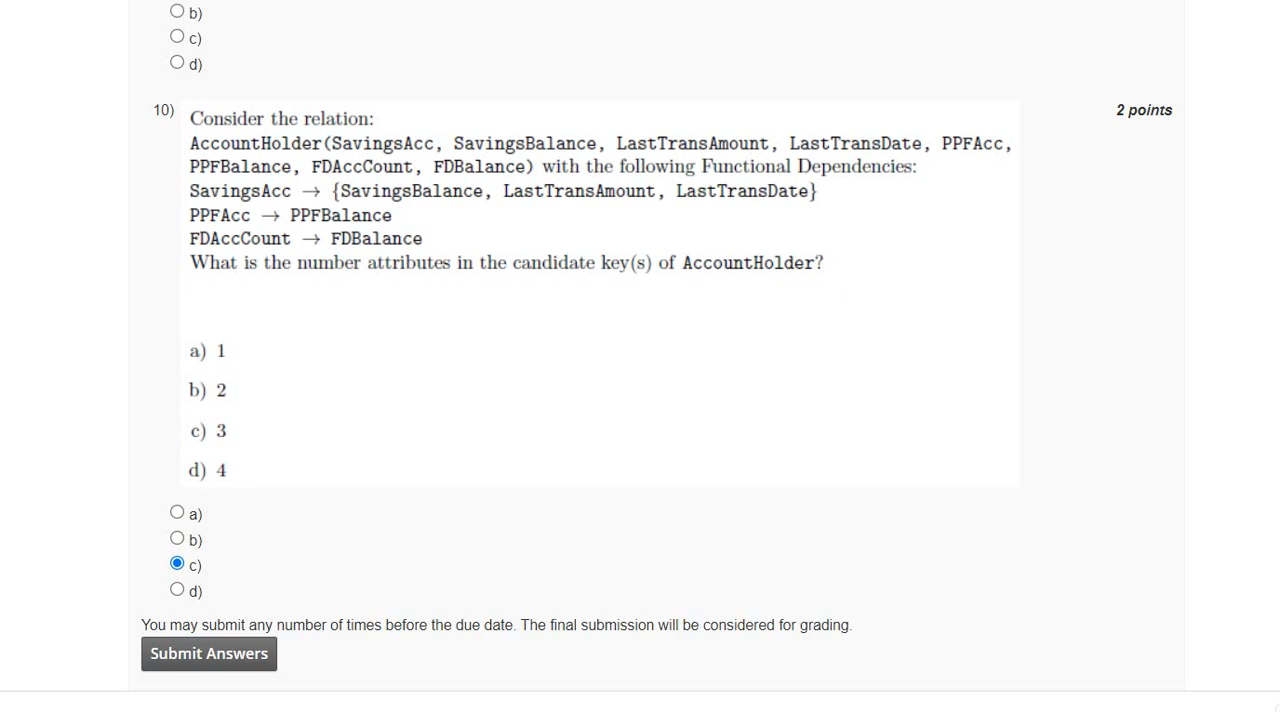 b)
c)
d)
10)
2 points
Consider the relation:
AccountHolder(SavingsAcc, SavingsBalance, LastTransAmount, LastTransDate, PPFAcc,
PPFBalance, FDAccCount, FDBalance) with the following Functional Dependencies:
SavingsAcc → {SavingsBalance, LastTransAmount, LastTransDate}
PPFAcc → PPFBalance
FDAccCount → FDBalance
What is the number attributes in the candidate key(s) of AccountHolder?
a) 1
b) 2
c) 3
d) 4
a)
b)
c)
d)
You may submit any number of times before the due date. The final submission will be considered for grading.
Submit Answers